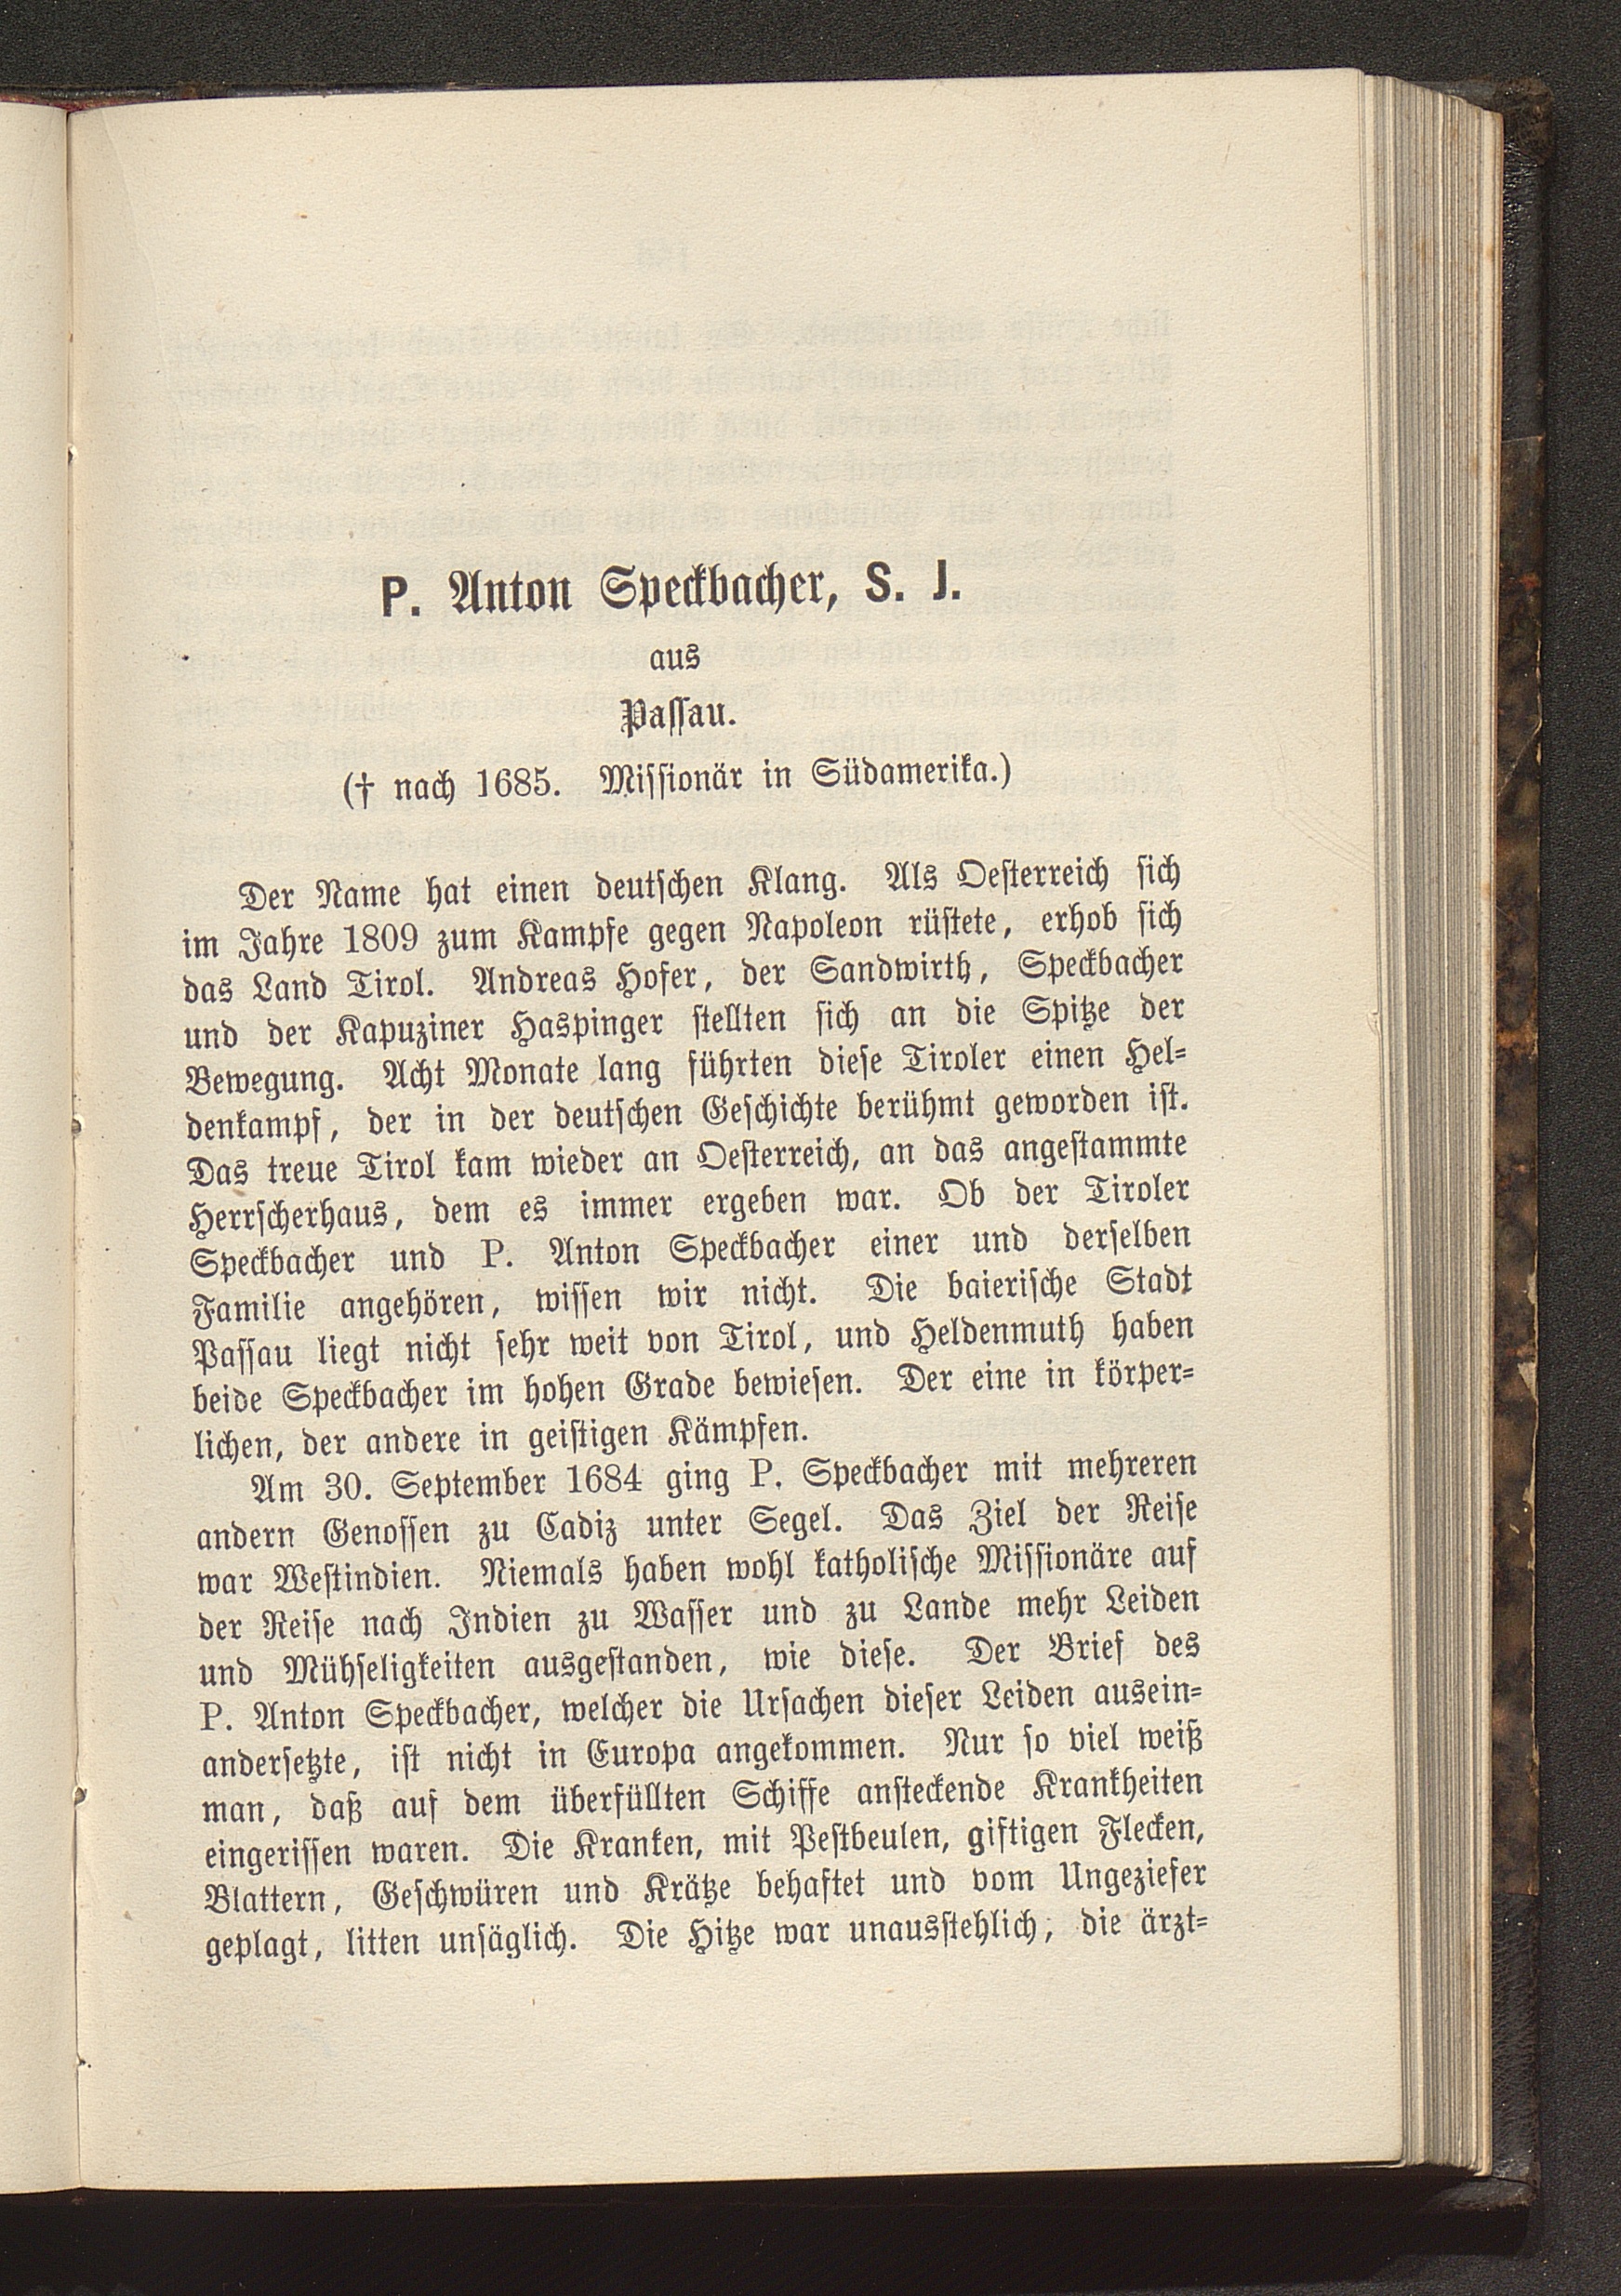 P. Anton Speckbacher, S. J.
aus
Passau.
(† nach 1685. Missionär in Südamerika.)
Der Name hat einen deutschen Klang. Als Oesterreich sich
im Jahre 1809 zum Kampfe gegen Napoleon rüstete, erhob sich
das Land Tirol. Andreas Hofer, der Sandwirth, Speckbacher
und der Kapuziner Haspinger stellten sich an die Spitze der
Bewegung. Acht Monate lang führten diese Tiroler einen Hel-
denkampf, der in der deutschen Geschichte berühmt geworden ist.
Das treue Tirol kam wieder an Oesterreich, an das angestammte
Herrscherhaus, dem es immer ergeben war. Ob der Tiroler
Speckbacher und P. Anton Speckbacher einer und derselben
Familie angehören, wissen wir nicht. Die baierische Stadt
Passau liegt nicht sehr weit von Tirol, und Heldenmuth haben
beide Speckbacher im hohen Grade bewiesen. Der eine in körper-
lichen, der andere in geistigen Kämpfen.
Am 30. September 1684 ging P. Speckbacher mit mehreren
andern Genossen zu Cadiz unter Segel. Das Ziel der Reise
war Westindien. Niemals haben wohl katholische Missionäre auf
der Reise nach Indien zu Wasser und zu Lande mehr Leiden
und Mühseligkeiten ausgestanden, wie diese. Der Brief des
P. Anton Speckbacher, welcher die Ursachen dieser Leiden ausein-
andersetzte, ist nicht in Europa angekommen. Nur so viel weiß
man, daß auf dem überfüllten Schiffe ansteckende Krankheiten
eingerissen waren. Die Kranken, mit Pestbeulen, giftigen Flecken,
Blattern, Geschwüren und Krätze behaftet und vom Ungeziefer
geplagt, litten unsäglich. Die Hitze war unausstehlich, die ärzt-